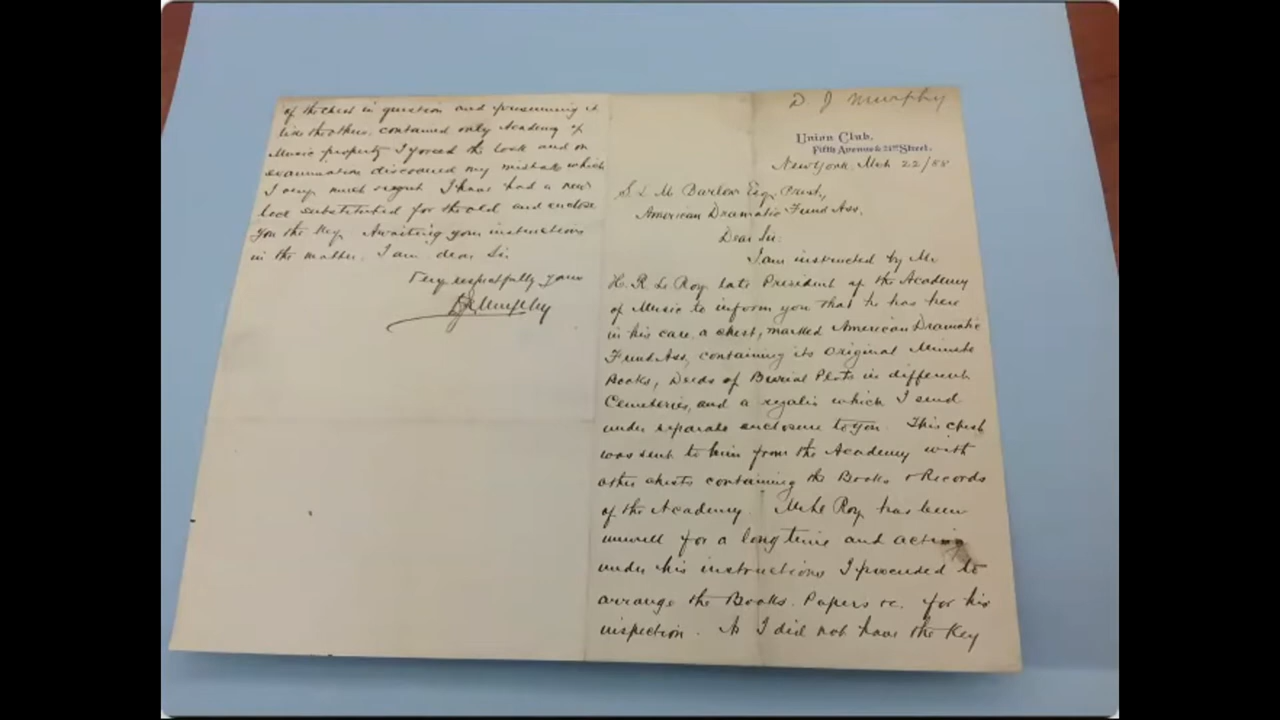 D. J Murphy
Union Club,
Fifth Avenue & 21st Street.
New York, Mch 22/88
S L M Barlow Esq. Prest,
American Dramatic Fund Ass.
Dear Sir:
I am instructed by Mr
H. R. Le Roy late President of the Academy
of Music to inform you that he has here
in his care, a chest, marked American Dramatic
Fund Ass, containing its Original Minute
Books, Deeds of Burial Plots in different
Cemeteries, and a regalia which I send
under separate enclosure to you. This chest
was sent to him from the Academy with
other chests containing the Books & Records
of the Academy. Mr Le Roy has been
unwell for a long time and acting
under his instructions I proceeded to
arrange the Books, Papers &c. for his
inspection. As I did not have the Key
of the chest in question and presuming it
like the others, contained only Academy of
Music property I forced the lock and on
examination discovered my mistake which
I very much regret. I have had a new
lock substituted for the old and enclose
you the Key. Awaiting your instructions
in the matter, I am, dear Sir,
Very respectfully yours
D J Murphy